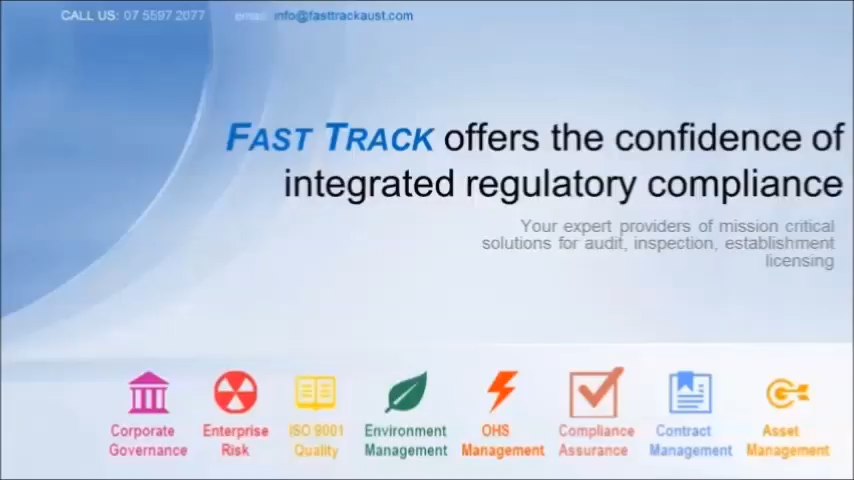 CALL US: 07 5597 2077 email: info@fasttrackaust.com
FAST TRACK offers the confidence of
integrated regulatory compliance
Your expert providers of mission critical
solutions for audit, inspection, establishment
licensing
Corporate Governance
Enterprise Risk
ISO 9001 Quality
Environment Management
OHS Management
Compliance Assurance
Contract Management
Asset Management